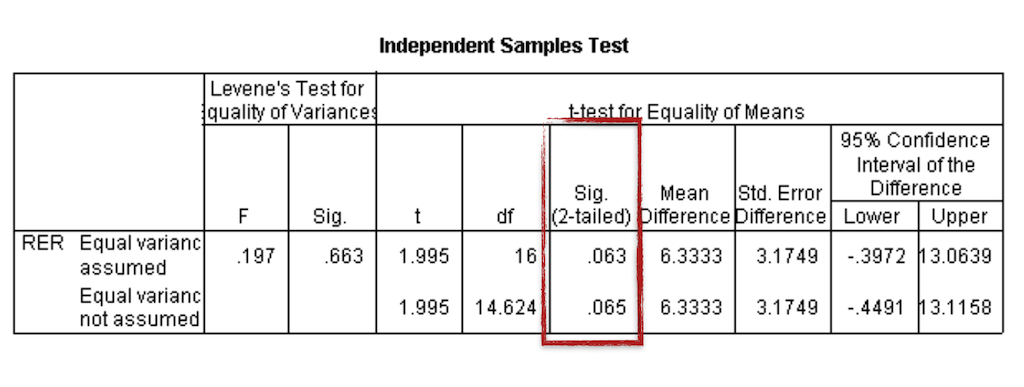 Independent Samples Test
Levene's Test for
quality of Variances
t-test for Equality of Means
95% Confidence
Interval of the
Difference
F Sig. t df Sig.
(2-tailed) Mean
Difference Std. Error
Difference Lower Upper
RER Equal varianc
assumed .197 .663 1.995 16 .063 6.3333 3.1749 -.3972 13.0639
Equal varianc
not assumed 1.995 14.624 .065 6.3333 3.1749 -.4491 13.1158